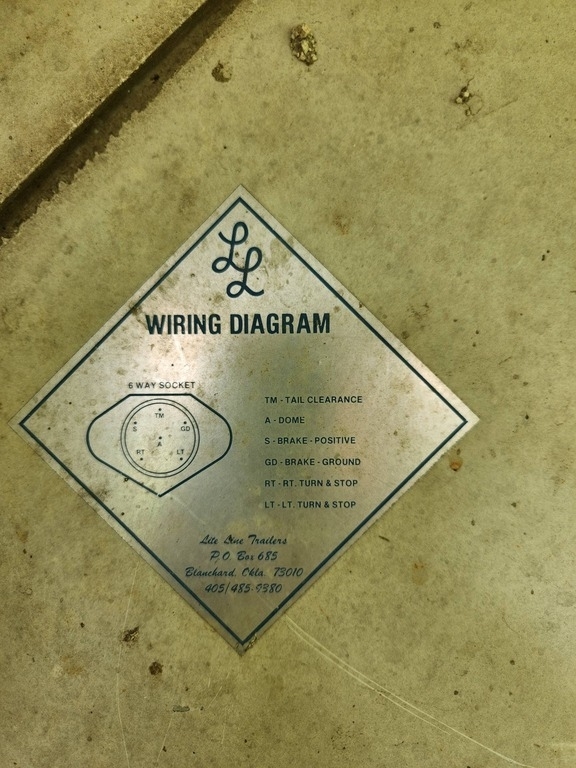 LL
WIRING DIAGRAM
6 WAY SOCKET
TM
S GD
A
RT LT
TM - TAIL CLEARANCE
A - DOME
S - BRAKE - POSITIVE
GD - BRAKE - GROUND
RT - RT. TURN & STOP
LT - LT. TURN & STOP
Lite Line Trailers
P.O. Box 685
Blanchard, Okla. 73010
405/485-9380